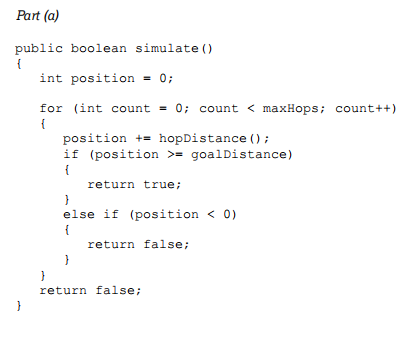 Part (a)
public boolean simulate()
{
   int position = 0;
   for (int count = 0; count < maxHops; count++)
   {
      position += hopDistance();
      if (position >= goalDistance)
      {
         return true;
      }
      else if (position < 0)
      {
         return false;
      }
   }
   return false;
}